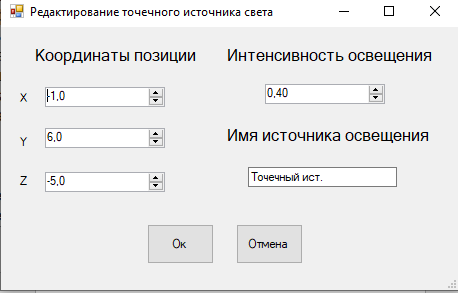 Редактирование точечного источника света
Координаты позиции
Интенсивность освещения
X
-1,0
0,40
Y
6,0
Имя источника освещения
Z
-5,0
Точечный ист.
Ок
Отмена